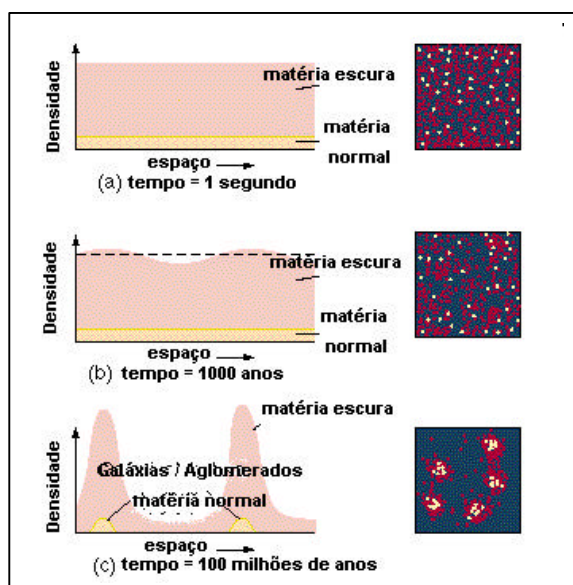 Densidade
matéria escura
matéria
normal
espaço
(a) tempo = 1 segundo
Densidade
matéria escura
matéria
normal
espaço
(b) tempo = 1000 anos
Densidade
matéria escura
Galáxias / Aglomerados
matéria normal
espaço
(c) tempo = 100 milhões de anos